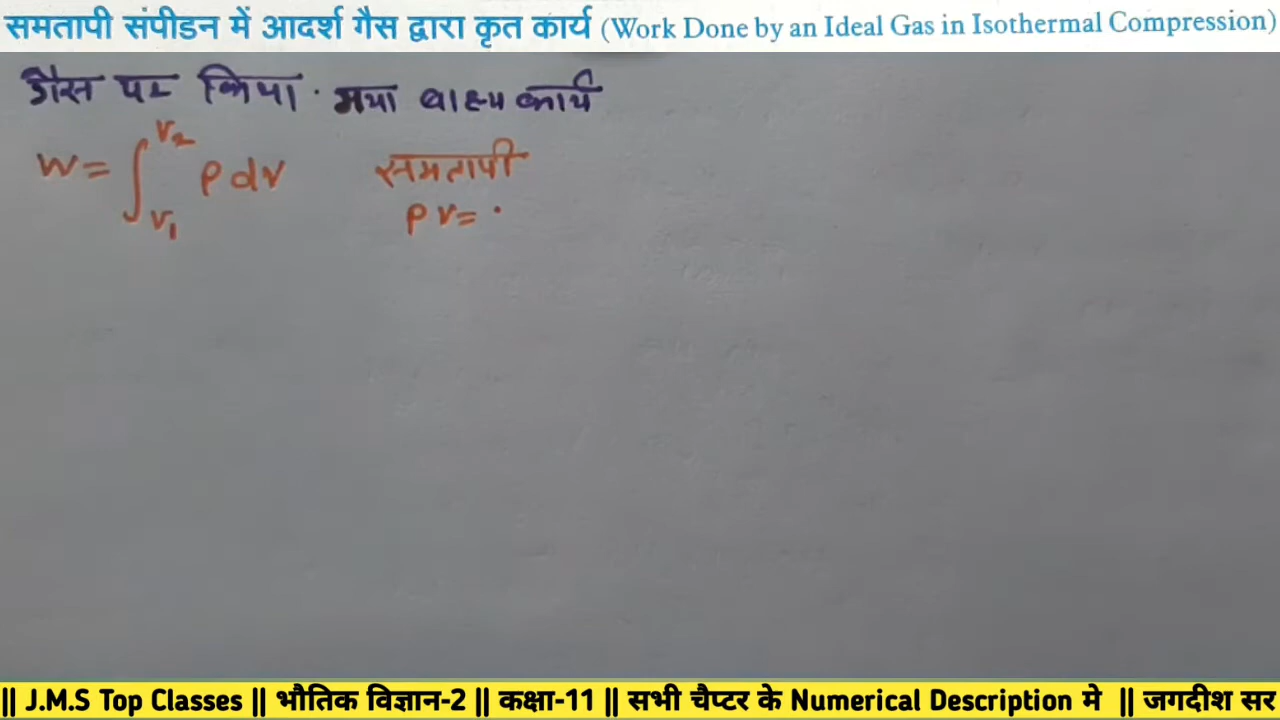 समतापी संपीडन में आदर्श गैस द्वारा कृत कार्य (Work Done by an Ideal Gas in Isothermal Compression)
गैस पर किया गया बाह्य कार्य
W = ∫ V₁ V₂ P dV समतापी
PV =
|| J.M.S Top Classes || भौतिक विज्ञान-2 || कक्षा-11 || सभी चैप्टर के Numerical Description मे || जगदीश सर